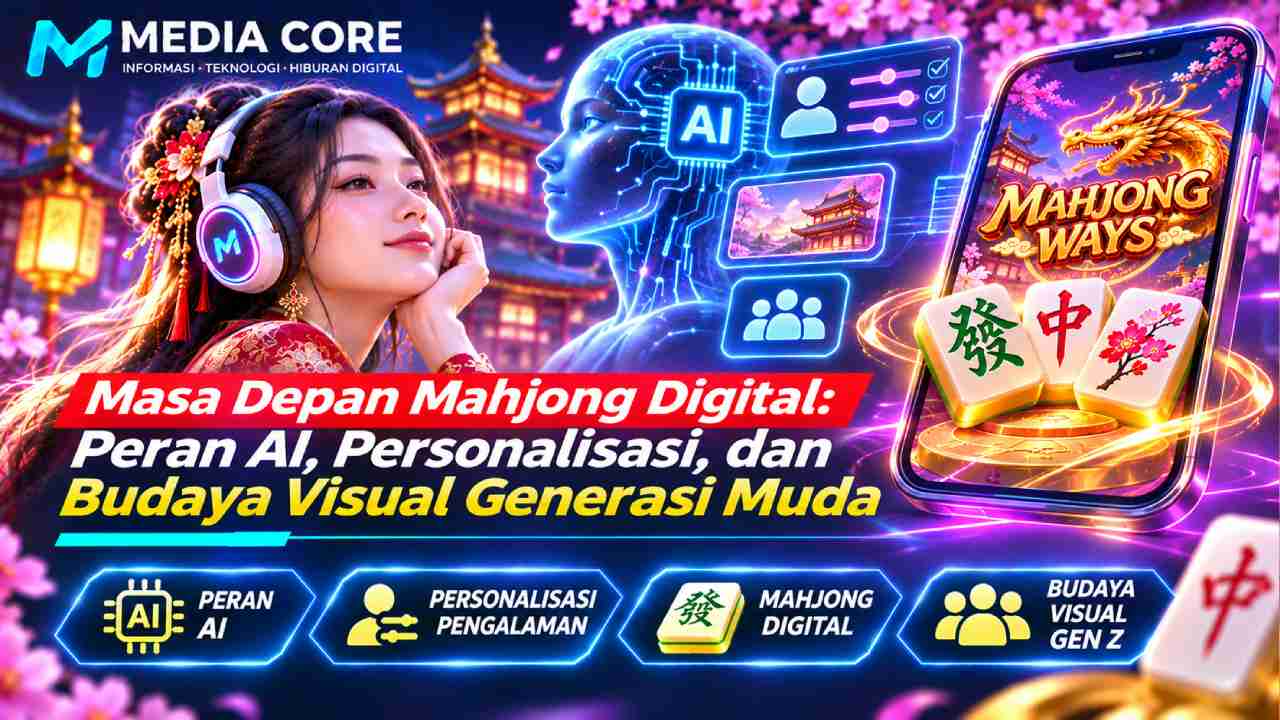 M MEDIA CORE
INFORMASI • TEKNOLOGI • HIBURAN DIGITAL
M
AI
MAHJONG
WAYS
發
中
Masa Depan Mahjong Digital:
Peran AI, Personalisasi, dan
Budaya Visual Generasi Muda
AI
PERAN
AI
PERSONALISASI
PENGALAMAN
發
MAHJONG
DIGITAL
BUDAYA
VISUAL
GEN Z
中